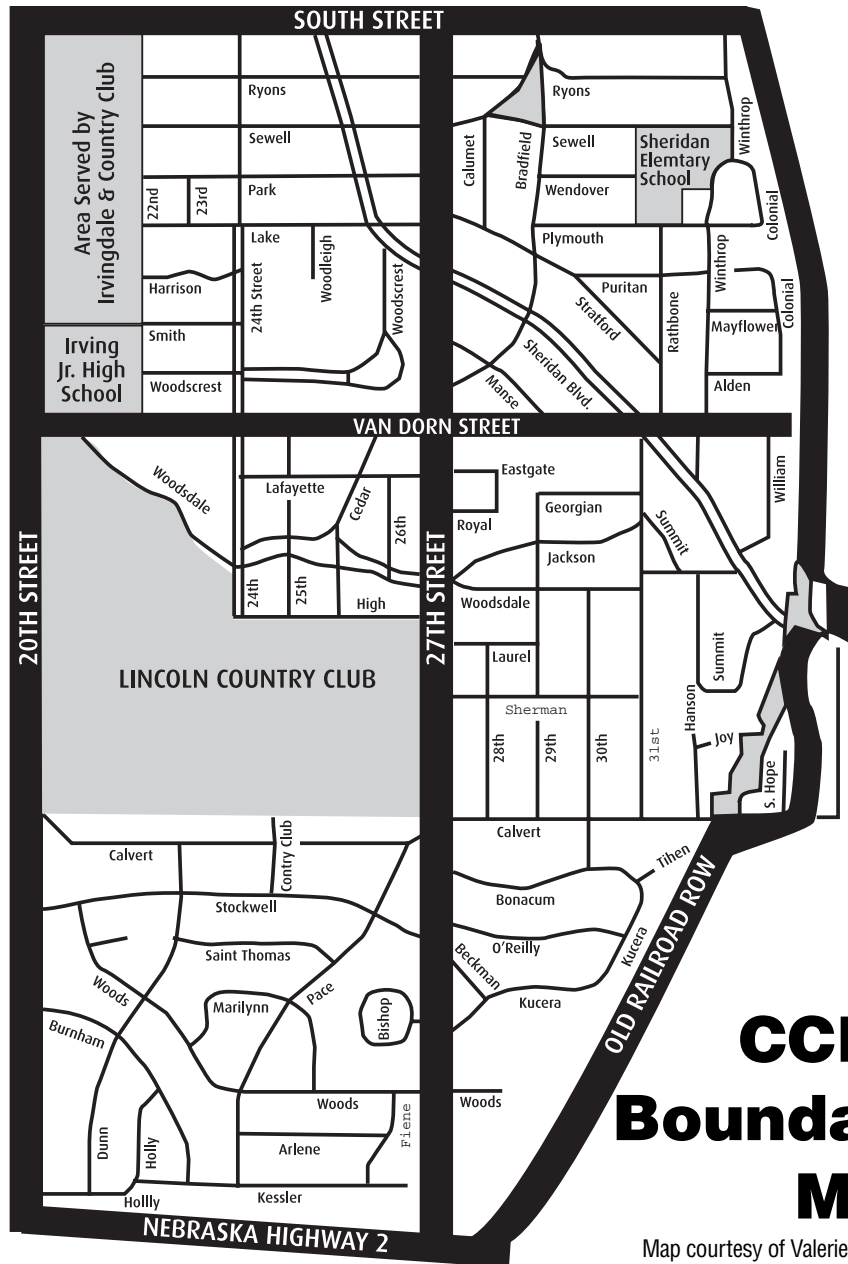 SOUTH STREET
Area Served by
Irvingdale & Country Club
Ryons
Sewell
22nd
23rd
Park
Lake
Harrison
24th Street
Woodleigh
Woodscrest
Smith
Irving
Jr. High
School
Woodscrest
Ryons
Calumet
Bradfield
Sewell
Sheridan
Elemtary
School
Winthrop
Wendover
Colonial
Plymouth
Winthrop
Puritan
Stratford
Rathbone
Mayflower
Colonial
Sheridan Blvd.
Manse
Alden
VAN DORN STREET
Woodsdale
Lafayette
Cedar
26th
24th
25th
High
20TH STREET
27TH STREET
LINCOLN COUNTRY CLUB
Eastgate
Royal
Georgian
Summit
William
Jackson
Woodsdale
Laurel
Summit
Sherman
Hanson
28th
29th
30th
31st
Joy
S. Hope
Calvert
Contry Club
Calvert
Stockwell
Saint Thomas
Woods
Marilynn
Pace
Bishop
Burnham
Dunn
Holly
Woods
Fiene
Arlene
Hollly
Kessler
Tihen
Bonacum
O'Reilly
Beckman
Kucera
Kucera
Woods
OLD RAILROAD ROW
NEBRASKA HIGHWAY 2
CC
Bounda
M
Map courtesy of Valerie